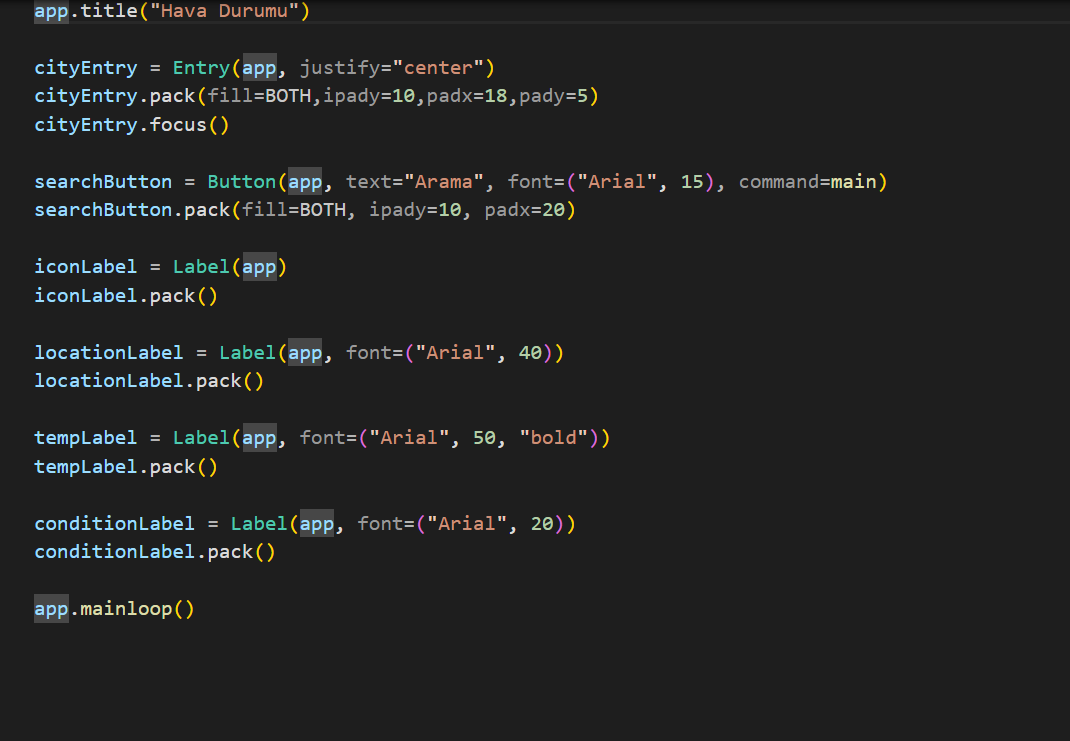 app.title("Hava Durumu")
cityEntry = Entry(app, justify="center")
cityEntry.pack(fill=BOTH,ipady=10,padx=18,pady=5)
cityEntry.focus()
searchButton = Button(app, text="Arama", font=("Arial", 15), command=main)
searchButton.pack(fill=BOTH, ipady=10, padx=20)
iconLabel = Label(app)
iconLabel.pack()
locationLabel = Label(app, font=("Arial", 40))
locationLabel.pack()
tempLabel = Label(app, font=("Arial", 50, "bold"))
tempLabel.pack()
conditionLabel = Label(app, font=("Arial", 20))
conditionLabel.pack()
app.mainloop()